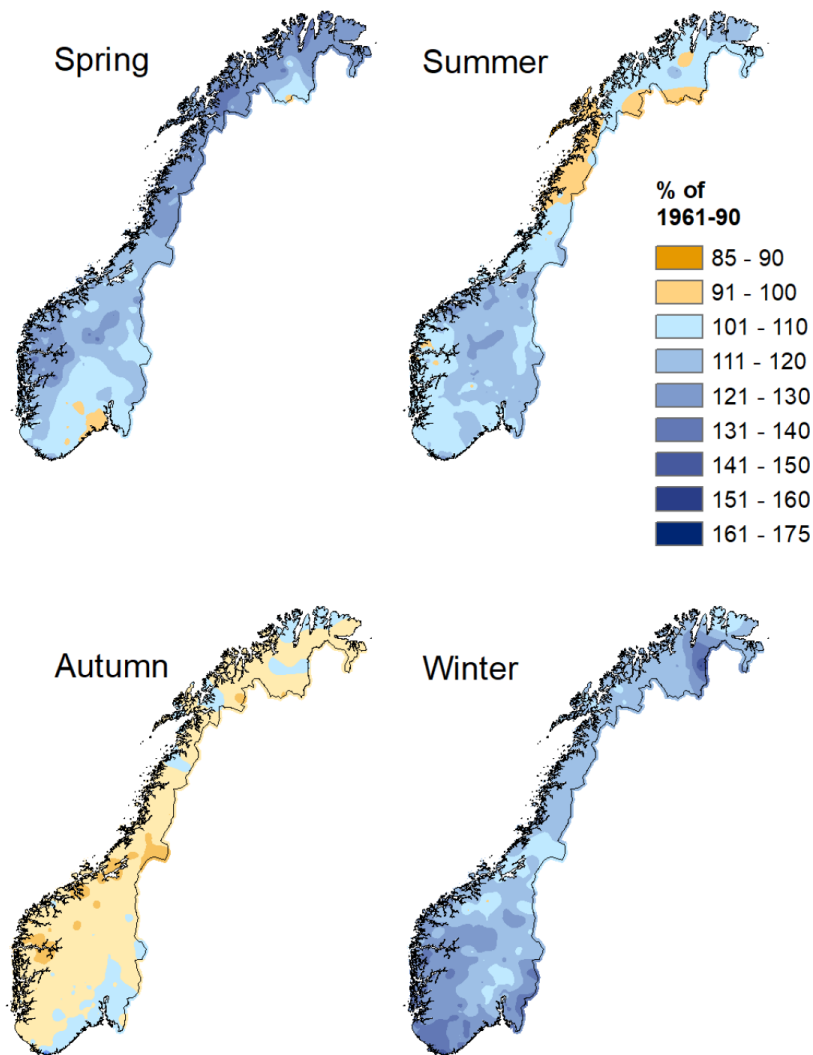 Spring
Summer
% of
1961-90
85 - 90
91 - 100
101 - 110
111 - 120
121 - 130
131 - 140
141 - 150
151 - 160
161 - 175
Autumn
Winter